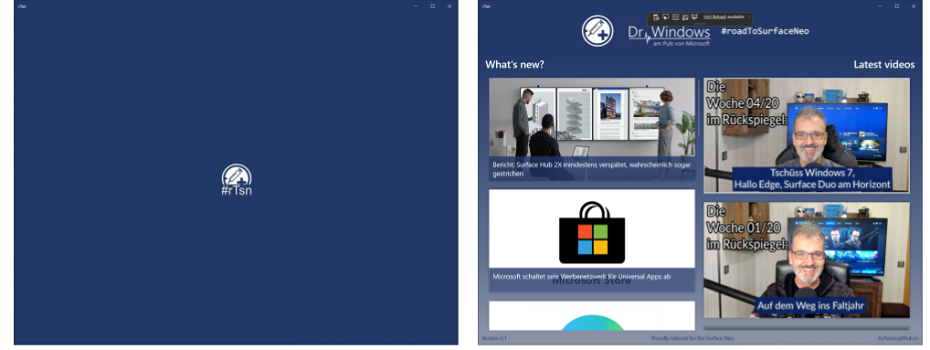 rTsn
#rTsn
rTsn
Hot Reload available
Dr.Windows
am Puls von Microsoft
#roadToSurfaceNeo
What's new?
Latest videos
Bericht: Surface Hub 2X mindestens verspätet, wahrscheinlich sogar
gestrichen
Microsoft schaltet sein Werbenetzwerk für Universal Apps ab
Microsoft Store
Die
Woche 04/20
im Rückspiegel:
Tschüss Windows 7,
Hallo Edge, Surface Duo am Horizont
Die
Woche 01/20
im Rückspiegel:
Auf dem Weg ins Faltjahr
Version 0.1
Proudly tailored for the Surface Neo